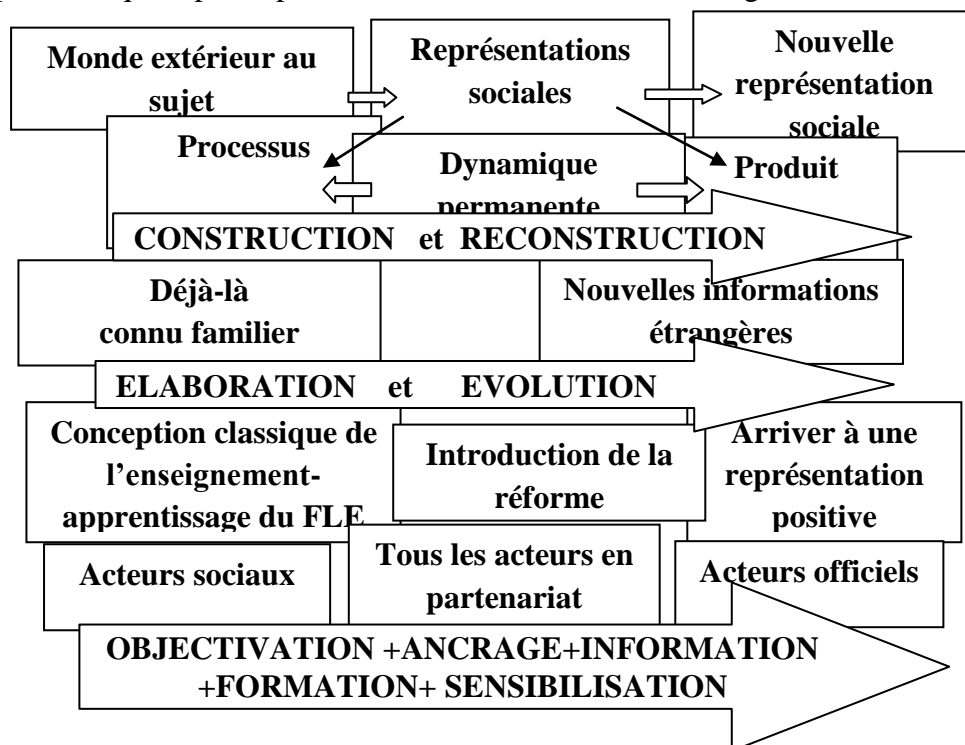 Monde extérieur au
sujet
Représentations
sociales
Nouvelle
représentation
sociale
Processus
Dynamique
permanente
Produit
CONSTRUCTION et RECONSTRUCTION
Déjà-là
connu familier
Nouvelles informations
étrangères
ELABORATION et EVOLUTION
Conception classique de
l’enseignement-
apprentissage du FLE
Introduction de la
réforme
Arriver à une
représentation
positive
Acteurs sociaux
Tous les acteurs en
partenariat
Acteurs officiels
OBJECTIVATION +ANCRAGE+INFORMATION
+FORMATION+ SENSIBILISATION